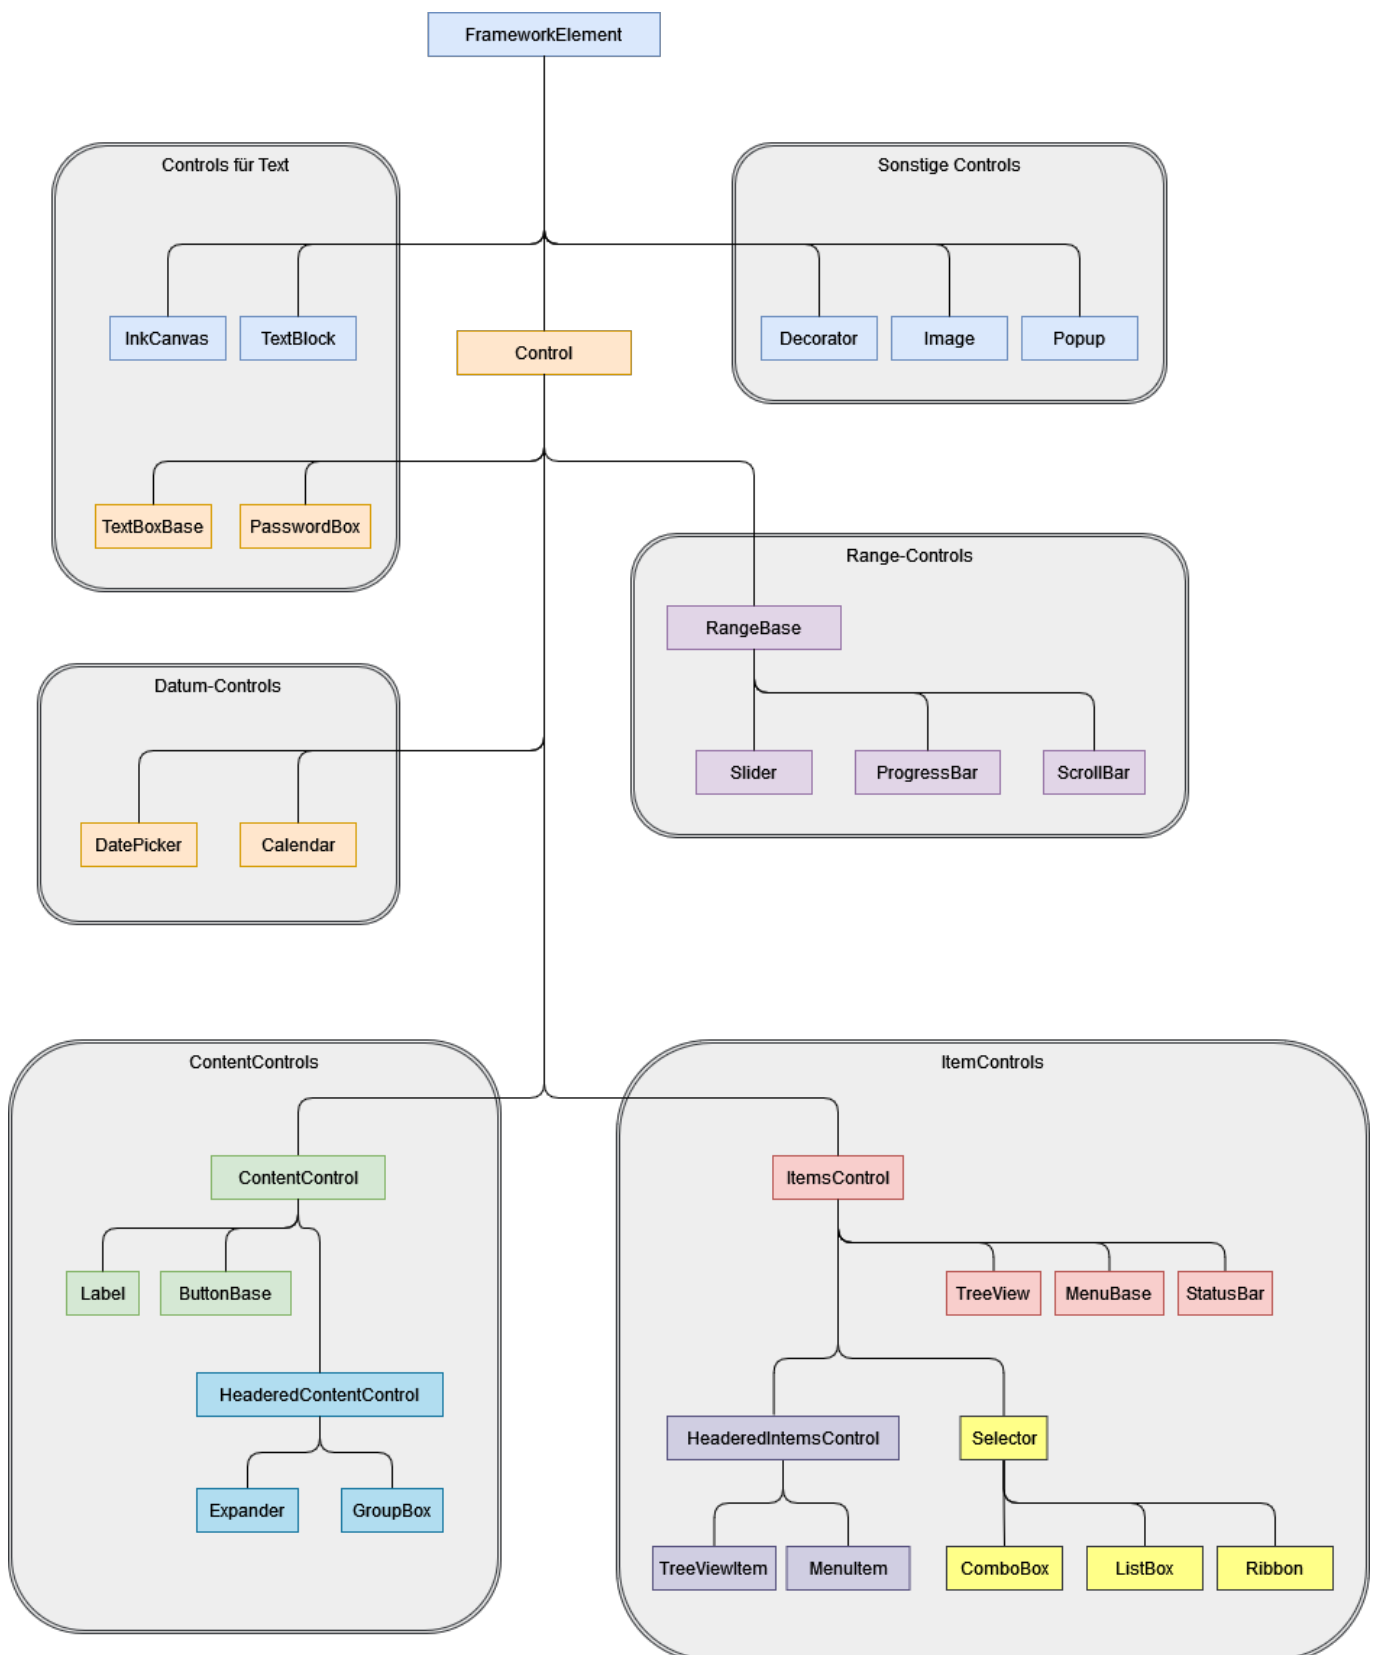 FrameworkElement
Controls für Text
Sonstige Controls
InkCanvas
TextBlock
Control
Decorator
Image
Popup
TextBoxBase
PasswordBox
Range-Controls
RangeBase
Datum-Controls
Slider
ProgressBar
ScrollBar
DatePicker
Calendar
ContentControls
ItemControls
ContentControl
ItemsControl
Label
ButtonBase
TreeView
MenuBase
StatusBar
HeaderedContentControl
HeaderedIntemsControl
Selector
Expander
GroupBox
TreeViewItem
MenuItem
ComboBox
ListBox
Ribbon